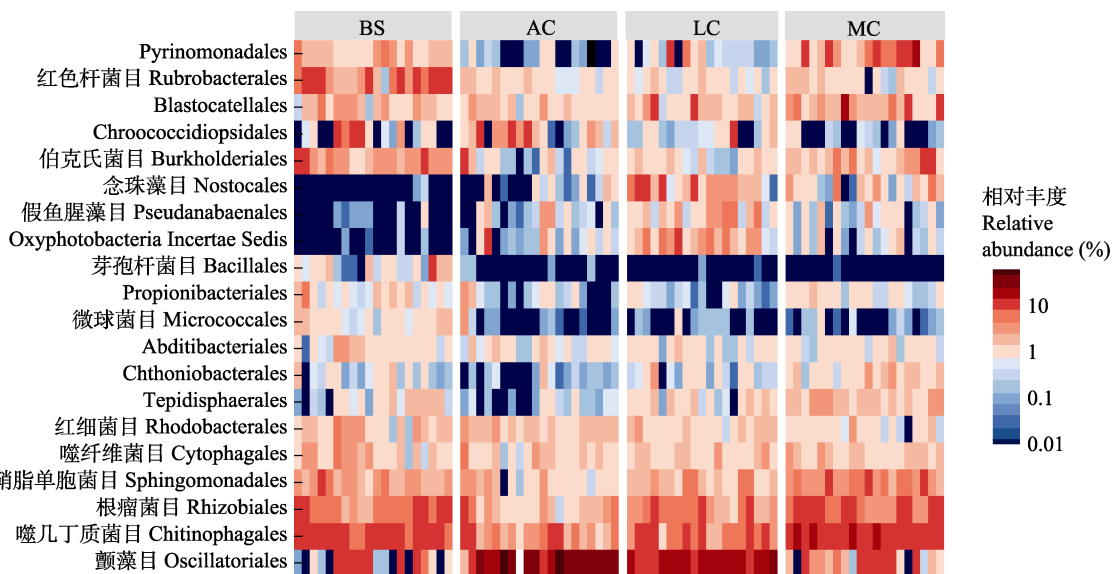 BS AC LC MC
Pyrinomonadales
红色杆菌目 Rubrobacterales
Blastocatellales
Chroococcidiopsidales
伯克氏菌目 Burkholderiales
念珠藻目 Nostocales
假鱼腥藻目 Pseudanabaenales
Oxyphotobacteria Incertae Sedis
芽孢杆菌目 Bacillales
Propionibacteriales
微球菌目 Micrococcales
Abditibacteriales
Chthoniobacterales
Tepidisphaerales
红细菌目 Rhodobacterales
噬纤维菌目 Cytophagales
脂单胞菌目 Sphingomonadales
根瘤菌目 Rhizobiales
噬几丁质菌目 Chitinophagales
颤藻目 Oscillatoriales
相对丰度
Relative
abundance (%)
10
1
0.1
0.01